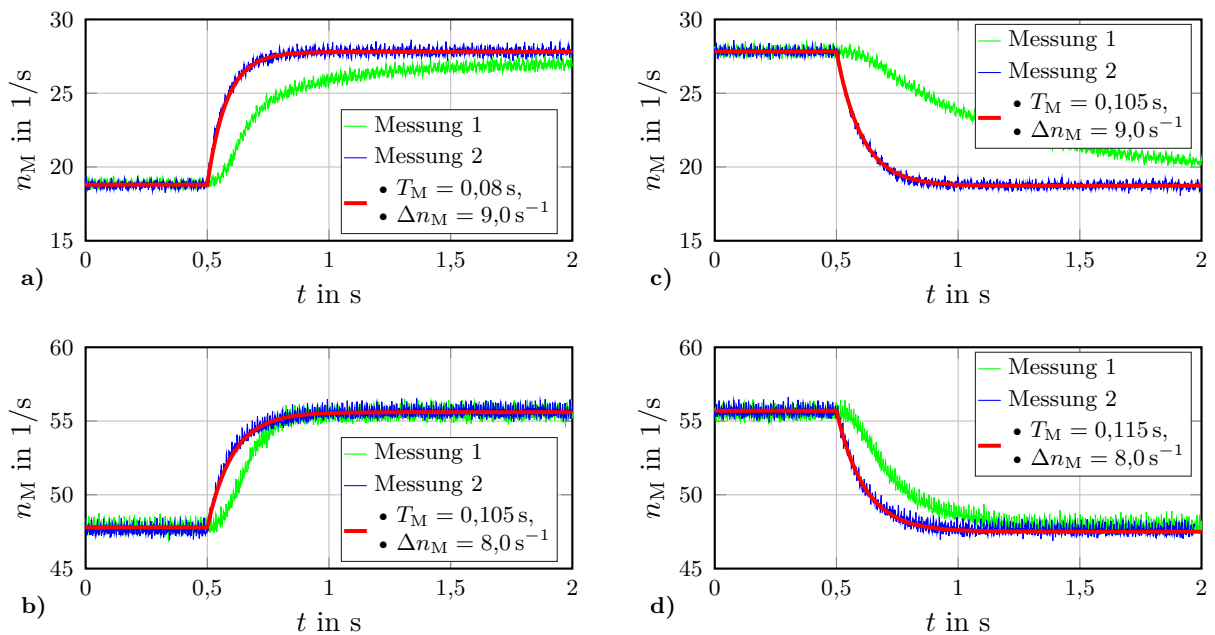 30
25
20
15
n_M in 1/s
0
0,5
1
1,5
2
t in s
a)
Messung 1
Messung 2
• T_M = 0,08 s,
• Δn_M = 9,0 s⁻¹
30
25
20
15
n_M in 1/s
0
0,5
1
1,5
2
t in s
c)
Messung 1
Messung 2
• T_M = 0,105 s,
• Δn_M = 9,0 s⁻¹
60
55
50
45
n_M in 1/s
0
0,5
1
1,5
2
t in s
b)
Messung 1
Messung 2
• T_M = 0,105 s,
• Δn_M = 8,0 s⁻¹
60
55
50
45
n_M in 1/s
0
0,5
1
1,5
2
t in s
d)
Messung 1
Messung 2
• T_M = 0,115 s,
• Δn_M = 8,0 s⁻¹